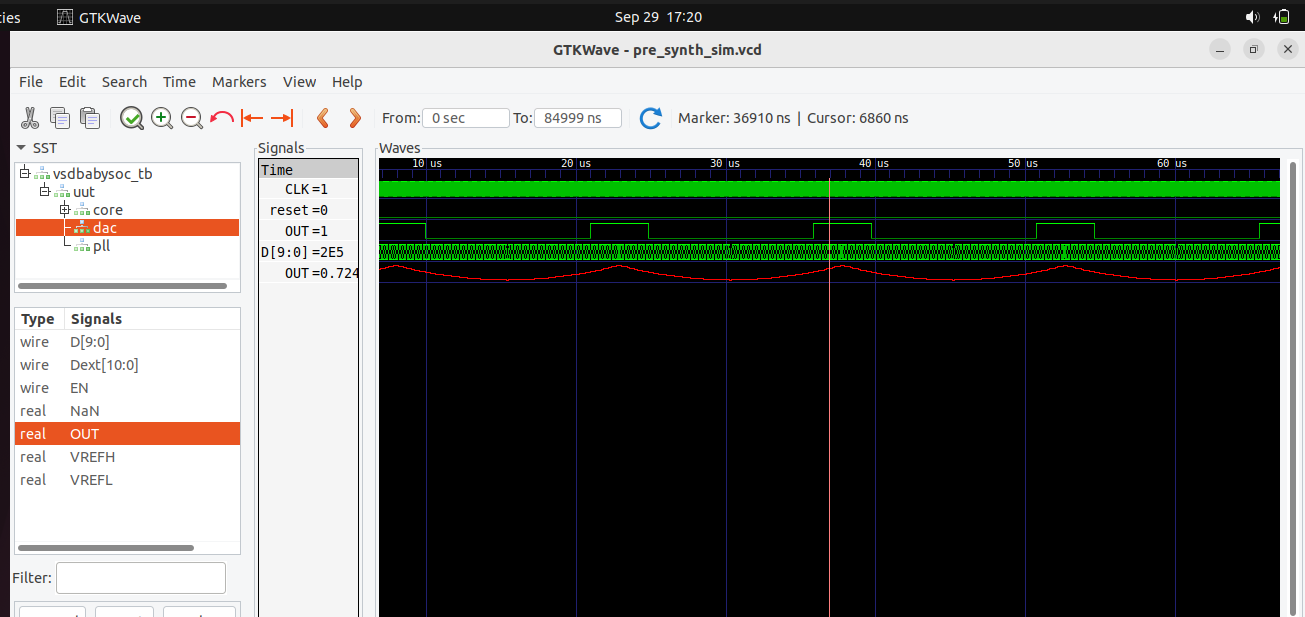 ies GTKWave Sep 29 17:20
GTKWave - pre_synth_sim.vcd
File Edit Search Time Markers View Help
From: 0 sec To: 84999 ns Marker: 36910 ns | Cursor: 6860 ns
SST
vsdbabysoc_tb
uut
core
dac
pll
Type Signals
wire D[9:0]
wire Dext[10:0]
wire EN
real NaN
real OUT
real VREFH
real VREFL
Filter:
Signals
Time
CLK=1
reset=0
OUT=1
D[9:0]=2E5
OUT=0.724
Waves
10 us 20 us 30 us 40 us 50 us 60 us